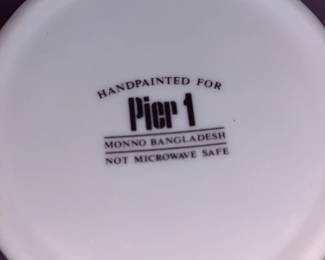 HANDPAINTED FOR
Pier 1
MONNO BANGLADESH
NOT MICROWAVE SAFE